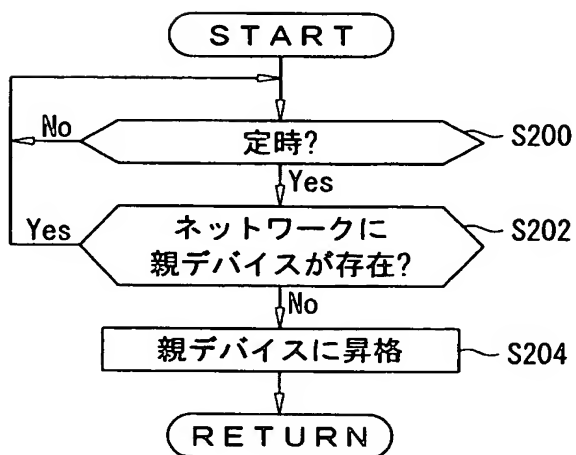 START
No
定時?
S200
Yes
Yes
ネットワークに
親デバイスが存在?
S202
No
親デバイスに昇格
S204
RETURN